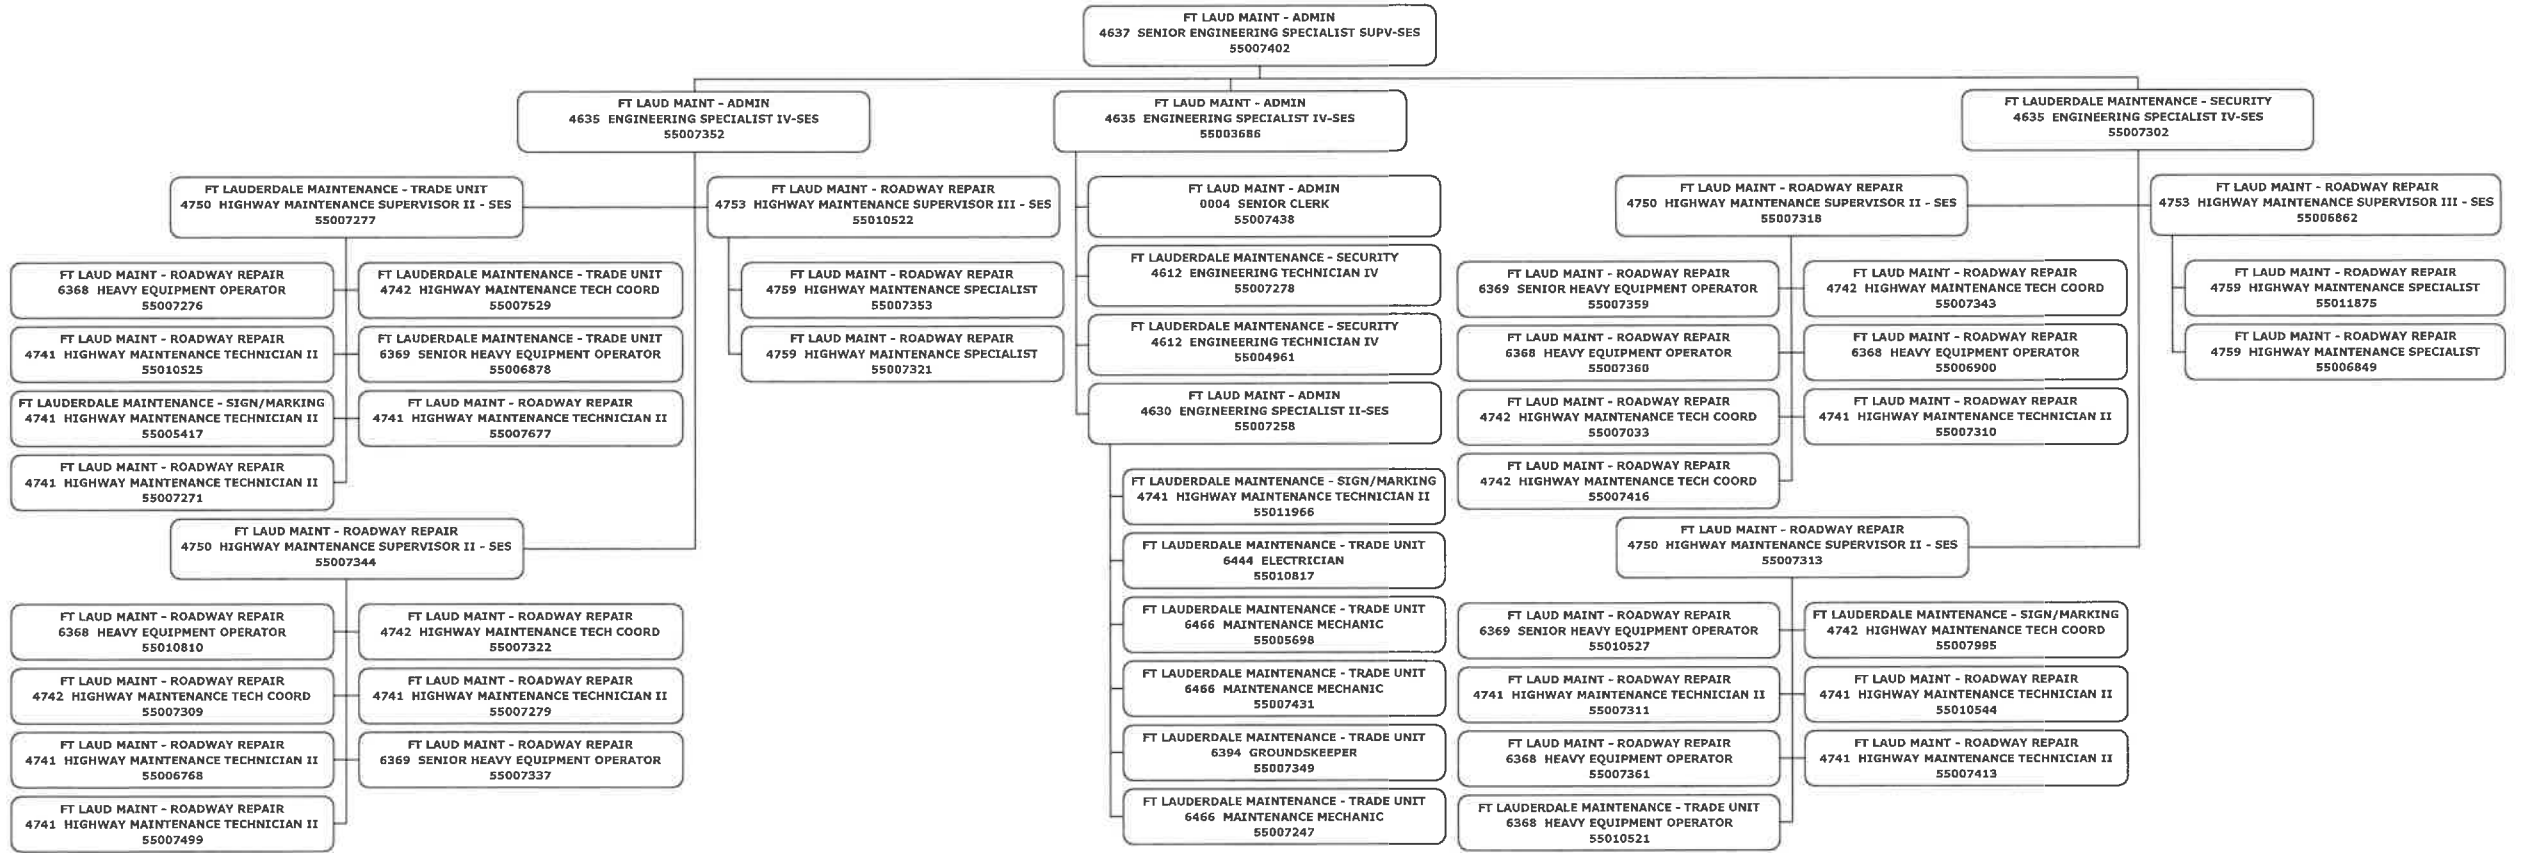 FT LAUD MAINT - ADMIN
4637 SENIOR ENGINEERING SPECIALIST SUPV-SES
55007402
FT LAUD MAINT - ADMIN
4635 ENGINEERING SPECIALIST IV-SES
55007352
FT LAUDERDALE MAINTENANCE - TRADE UNIT
4750 HIGHWAY MAINTENANCE SUPERVISOR II - SES
55007277
FT LAUD MAINT - ROADWAY REPAIR
6368 HEAVY EQUIPMENT OPERATOR
55007276
FT LAUDERDALE MAINTENANCE - TRADE UNIT
4742 HIGHWAY MAINTENANCE TECH COORD
55007529
FT LAUD MAINT - ROADWAY REPAIR
4741 HIGHWAY MAINTENANCE TECHNICIAN II
55010525
FT LAUDERDALE MAINTENANCE - TRADE UNIT
6369 SENIOR HEAVY EQUIPMENT OPERATOR
55006878
FT LAUDERDALE MAINTENANCE - SIGN/MARKING
4741 HIGHWAY MAINTENANCE TECHNICIAN II
55005417
FT LAUD MAINT - ROADWAY REPAIR
4741 HIGHWAY MAINTENANCE TECHNICIAN II
55007677
FT LAUD MAINT - ROADWAY REPAIR
4741 HIGHWAY MAINTENANCE TECHNICIAN II
55007271
FT LAUD MAINT - ROADWAY REPAIR
4753 HIGHWAY MAINTENANCE SUPERVISOR III - SES
55010522
FT LAUD MAINT - ROADWAY REPAIR
4759 HIGHWAY MAINTENANCE SPECIALIST
55007353
FT LAUD MAINT - ROADWAY REPAIR
4759 HIGHWAY MAINTENANCE SPECIALIST
55007321
FT LAUD MAINT - ROADWAY REPAIR
4750 HIGHWAY MAINTENANCE SUPERVISOR II - SES
55007344
FT LAUD MAINT - ROADWAY REPAIR
6368 HEAVY EQUIPMENT OPERATOR
55010810
FT LAUD MAINT - ROADWAY REPAIR
4742 HIGHWAY MAINTENANCE TECH COORD
55007322
FT LAUD MAINT - ROADWAY REPAIR
4742 HIGHWAY MAINTENANCE TECH COORD
55007309
FT LAUD MAINT - ROADWAY REPAIR
4741 HIGHWAY MAINTENANCE TECHNICIAN II
55007279
FT LAUD MAINT - ROADWAY REPAIR
4741 HIGHWAY MAINTENANCE TECHNICIAN II
55006768
FT LAUD MAINT - ROADWAY REPAIR
6369 SENIOR HEAVY EQUIPMENT OPERATOR
55007337
FT LAUD MAINT - ROADWAY REPAIR
4741 HIGHWAY MAINTENANCE TECHNICIAN II
55007499
FT LAUD MAINT - ADMIN
4635 ENGINEERING SPECIALIST IV-SES
55003686
FT LAUD MAINT - ADMIN
0004 SENIOR CLERK
55007438
FT LAUDERDALE MAINTENANCE - SECURITY
4612 ENGINEERING TECHNICIAN IV
55007278
FT LAUDERDALE MAINTENANCE - SECURITY
4612 ENGINEERING TECHNICIAN IV
55004961
FT LAUD MAINT - ADMIN
4630 ENGINEERING SPECIALIST II-SES
55007258
FT LAUDERDALE MAINTENANCE - SIGN/MARKING
4741 HIGHWAY MAINTENANCE TECHNICIAN II
55011966
FT LAUDERDALE MAINTENANCE - TRADE UNIT
6444 ELECTRICIAN
55010817
FT LAUDERDALE MAINTENANCE - TRADE UNIT
6466 MAINTENANCE MECHANIC
55005698
FT LAUDERDALE MAINTENANCE - TRADE UNIT
6466 MAINTENANCE MECHANIC
55007431
FT LAUDERDALE MAINTENANCE - TRADE UNIT
6394 GROUNDSKEEPER
55007349
FT LAUDERDALE MAINTENANCE - TRADE UNIT
6466 MAINTENANCE MECHANIC
55007247
FT LAUDERDALE MAINTENANCE - SECURITY
4635 ENGINEERING SPECIALIST IV-SES
55007302
FT LAUD MAINT - ROADWAY REPAIR
4750 HIGHWAY MAINTENANCE SUPERVISOR II - SES
55007318
FT LAUD MAINT - ROADWAY REPAIR
6369 SENIOR HEAVY EQUIPMENT OPERATOR
55007359
FT LAUD MAINT - ROADWAY REPAIR
4742 HIGHWAY MAINTENANCE TECH COORD
55007343
FT LAUD MAINT - ROADWAY REPAIR
6368 HEAVY EQUIPMENT OPERATOR
55007360
FT LAUD MAINT - ROADWAY REPAIR
6368 HEAVY EQUIPMENT OPERATOR
55006900
FT LAUD MAINT - ROADWAY REPAIR
4742 HIGHWAY MAINTENANCE TECH COORD
55007033
FT LAUD MAINT - ROADWAY REPAIR
4741 HIGHWAY MAINTENANCE TECHNICIAN II
55007310
FT LAUD MAINT - ROADWAY REPAIR
4742 HIGHWAY MAINTENANCE TECH COORD
55007416
FT LAUD MAINT - ROADWAY REPAIR
4753 HIGHWAY MAINTENANCE SUPERVISOR III - SES
55006862
FT LAUD MAINT - ROADWAY REPAIR
4759 HIGHWAY MAINTENANCE SPECIALIST
55011875
FT LAUD MAINT - ROADWAY REPAIR
4759 HIGHWAY MAINTENANCE SPECIALIST
55006849
FT LAUD MAINT - ROADWAY REPAIR
4750 HIGHWAY MAINTENANCE SUPERVISOR II - SES
55007313
FT LAUD MAINT - ROADWAY REPAIR
6369 SENIOR HEAVY EQUIPMENT OPERATOR
55010527
FT LAUDERDALE MAINTENANCE - SIGN/MARKING
4742 HIGHWAY MAINTENANCE TECH COORD
55007995
FT LAUD MAINT - ROADWAY REPAIR
4741 HIGHWAY MAINTENANCE TECHNICIAN II
55007311
FT LAUD MAINT - ROADWAY REPAIR
4741 HIGHWAY MAINTENANCE TECHNICIAN II
55010544
FT LAUD MAINT - ROADWAY REPAIR
6368 HEAVY EQUIPMENT OPERATOR
55007361
FT LAUD MAINT - ROADWAY REPAIR
4741 HIGHWAY MAINTENANCE TECHNICIAN II
55007413
FT LAUDERDALE MAINTENANCE - TRADE UNIT
6368 HEAVY EQUIPMENT OPERATOR
55010521